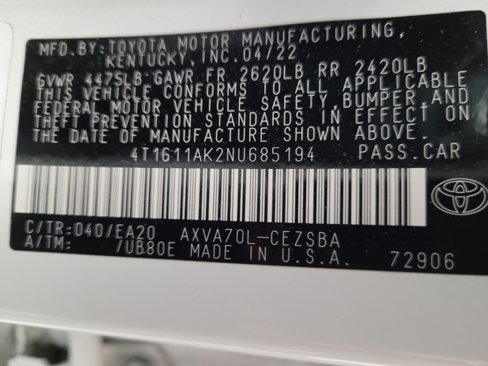 MFD.BY:TOYOTA MOTOR MANUFACTURING,
KENTUCKY,INC.04/22
GVWR 4475LB GAWR FR 2620LB RR 2420LB
THIS VEHICLE CONFORMS TO ALL APPLICABLE
FEDERAL MOTOR VEHICLE SAFETY,BUMPER,AND
THEFT PREVENTION STANDARDS IN EFFECT ON
THE DATE OF MANUFACTURE SHOWN ABOVE.
4T1G11AK2NU685194 PASS.CAR
C/TR:040/EA20 AXVA70L-CEZSBA
A/TM: /UB80E MADE IN U.S.A. 72906